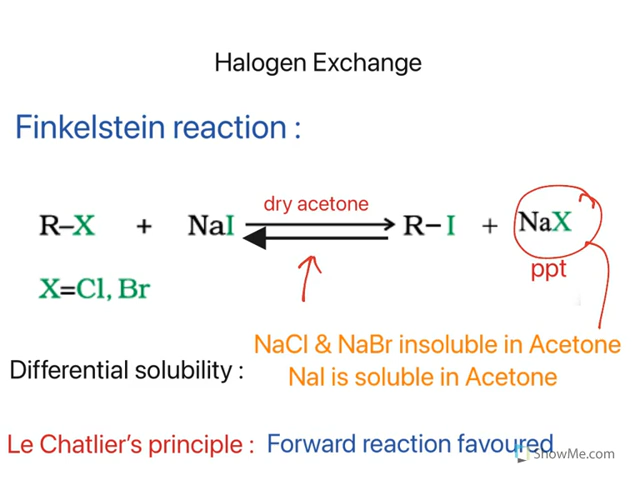 Halogen Exchange
Finkelstein reaction :
dry acetone
R–X + NaI R–I + NaX
X=Cl, Br
ppt
NaCl & NaBr insoluble in Acetone
Differential solubility :
NaI is soluble in Acetone
Le Chatlier's principle : Forward reaction favoured
ShowMe.com